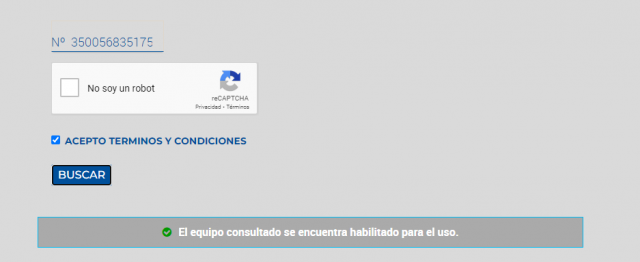 Nº 350056835175
No soy un robot
reCAPTCHA
Privacidad - Términos
ACEPTO TERMINOS Y CONDICIONES
BUSCAR
El equipo consultado se encuentra habilitado para el uso.